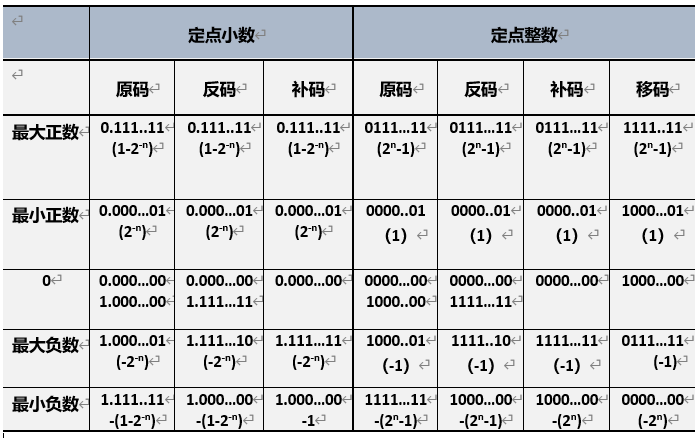 定点小数 定点整数
原码 反码 补码 原码 反码 补码 移码
最大正数 0.111..11 0.111..11 0.111..11 0111...11 0111...11 0111...11 1111..11
(1-2⁻ⁿ) (1-2⁻ⁿ) (1-2⁻ⁿ) (2ⁿ-1) (2ⁿ-1) (2ⁿ-1) (2ⁿ-1)
最小正数 0.000...01 0.000...01 0.000...01 0000..01 0000..01 0000..01 1000...01
(2⁻ⁿ) (2⁻ⁿ) (2⁻ⁿ) （1） （1） （1） （1）
0 0.000...00 0.000...00 0.000...00 0000...00 0000...00 0000...00 1000...00
1.000...00 1.111...11 1000..00 1111...11
最大负数 1.000...01 1.111...10 1.111...11 1000..01 1111..10 1111...11 0111...11
(-2⁻ⁿ) (-2⁻ⁿ) (-2⁻ⁿ) （-1） （-1） （-1） (-1)
最小负数 1.111...11 1.000...00 1.000...00 1111...11 1000...00 1000...00 0000...00
-(1-2⁻ⁿ) -(1-2⁻ⁿ) -1 -(2ⁿ-1) -(2ⁿ-1) -(2ⁿ) (-2ⁿ)